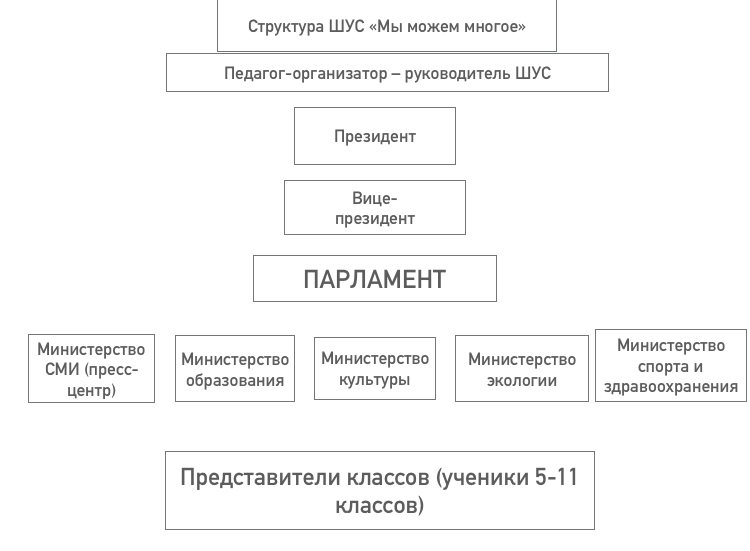 Структура ШУС «Мы можем многое»
Педагог-организатор – руководитель ШУС
Президент
Вице-
президент
ПАРЛАМЕНТ
Министерство
СМИ (пресс-
центр)
Министерство
образования
Министерство
культуры
Министерство
экологии
Министерство
спорта и
здравоохранения
Представители классов (ученики 5-11
классов)